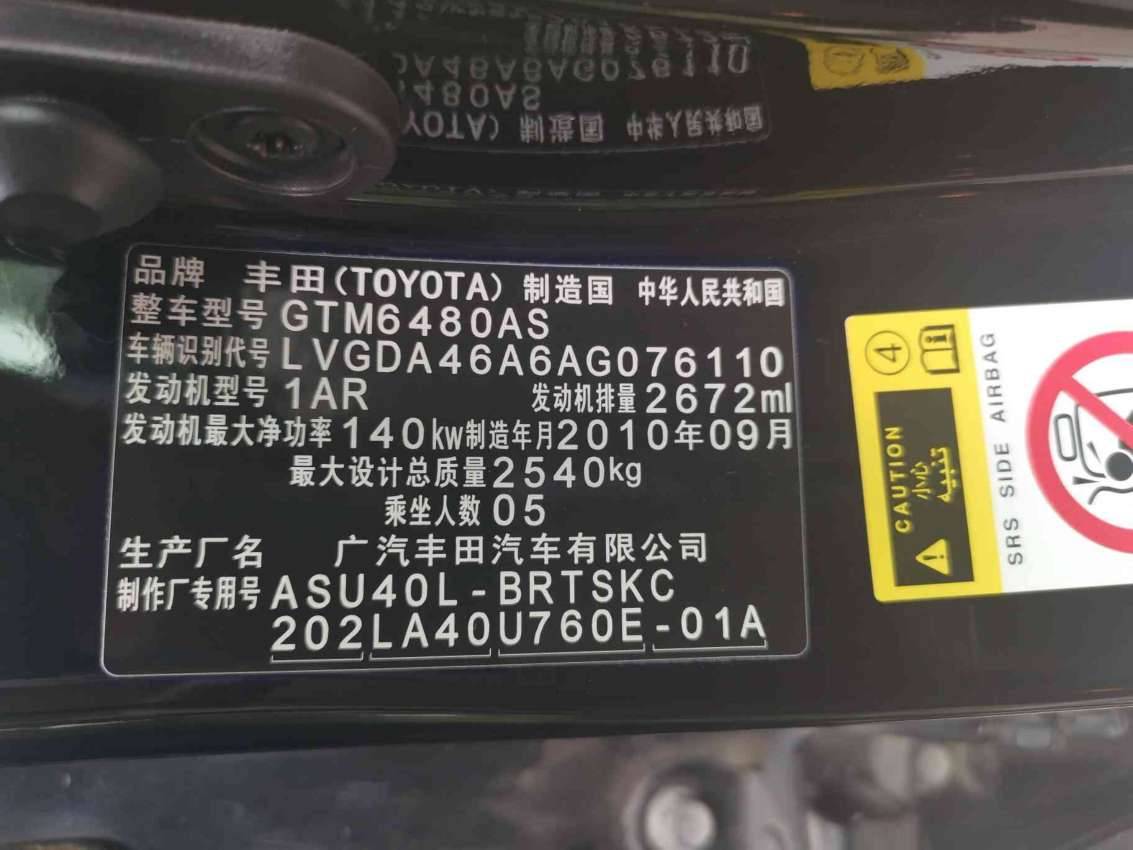 品牌 丰田(TOYOTA) 制造国 中华人民共和国
整车型号 GTM6480AS
车辆识别代号 LVGDA46A6AG076110
发动机型号 1AR 发动机排量 2672ml
发动机最大净功率 140kw 制造年月 2010年09月
最大设计总质量 2540kg
乘坐人数 05
生产厂名 广汽丰田汽车有限公司
制作厂专用号 ASU40L-BRTSKC
202LA40U760E-01A
4
CAUTION
小心
تنبيه
SRS SIDE AIRBAG